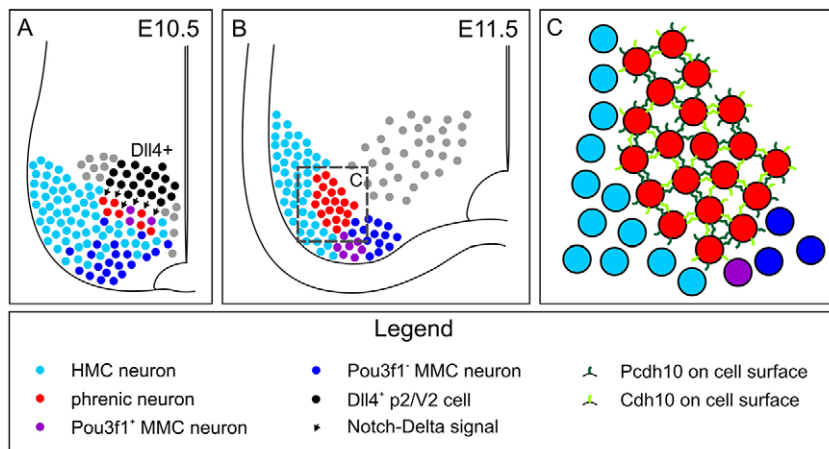 A
E10.5
Dll4+
B
E11.5
C
C
Legend
HMC neuron
phrenic neuron
Pou3f1⁺ MMC neuron
Pou3f1⁻ MMC neuron
Dll4⁺ p2/V2 cell
Notch-Delta signal
Pcdh10 on cell surface
Cdh10 on cell surface